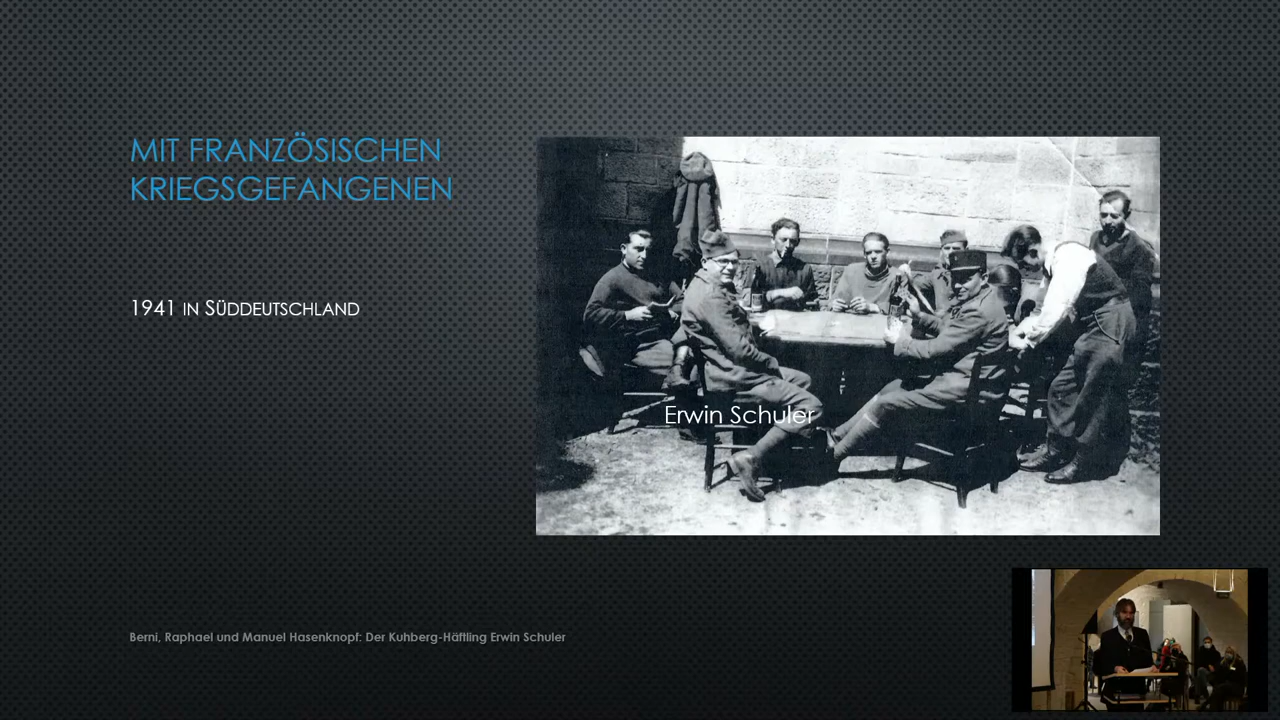 MIT FRANZÖSISCHEN
KRIEGSGEFANGENEN
1941 IN SÜDDEUTSCHLAND
Erwin Schuler
Berni, Raphael und Manuel Hasenknopf: Der Kuhberg-Häftling Erwin Schuler